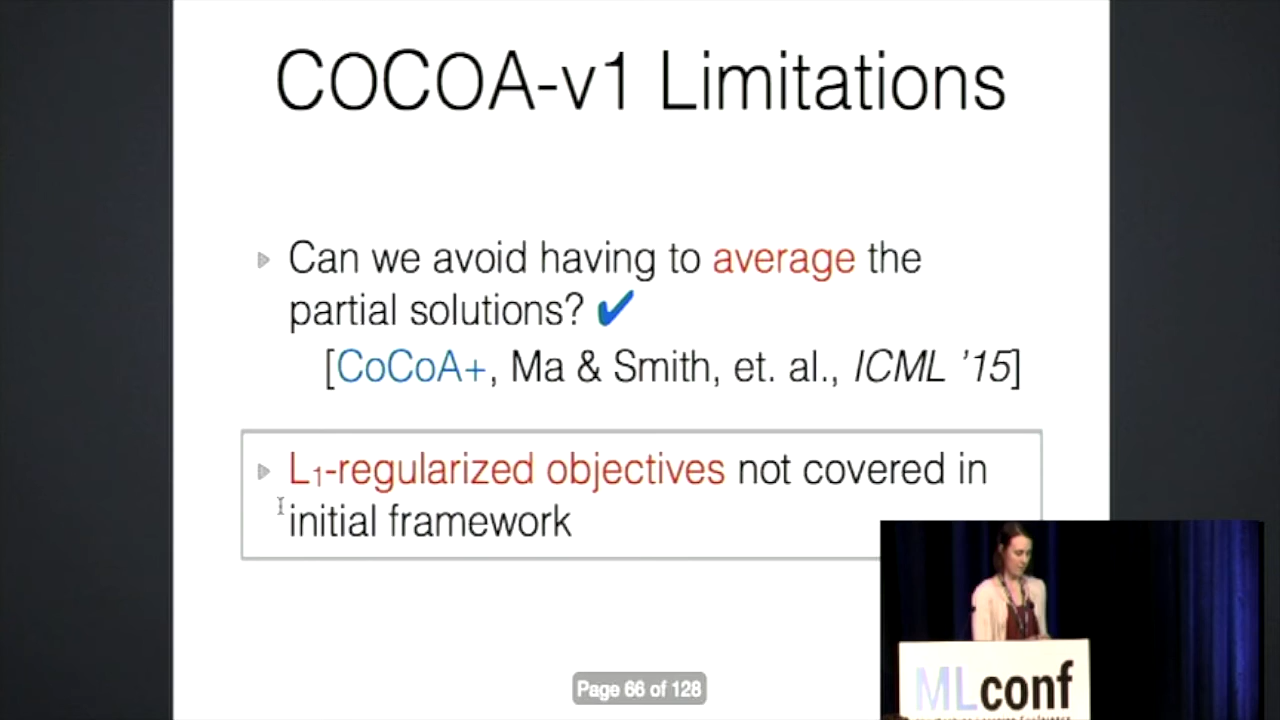 COCOA-v1 Limitations
Can we avoid having to average the
partial solutions? ✔
[CoCoA+, Ma & Smith, et. al., ICML '15]
L₁-regularized objectives not covered in
initial framework
Page 66 of 128
MLconf